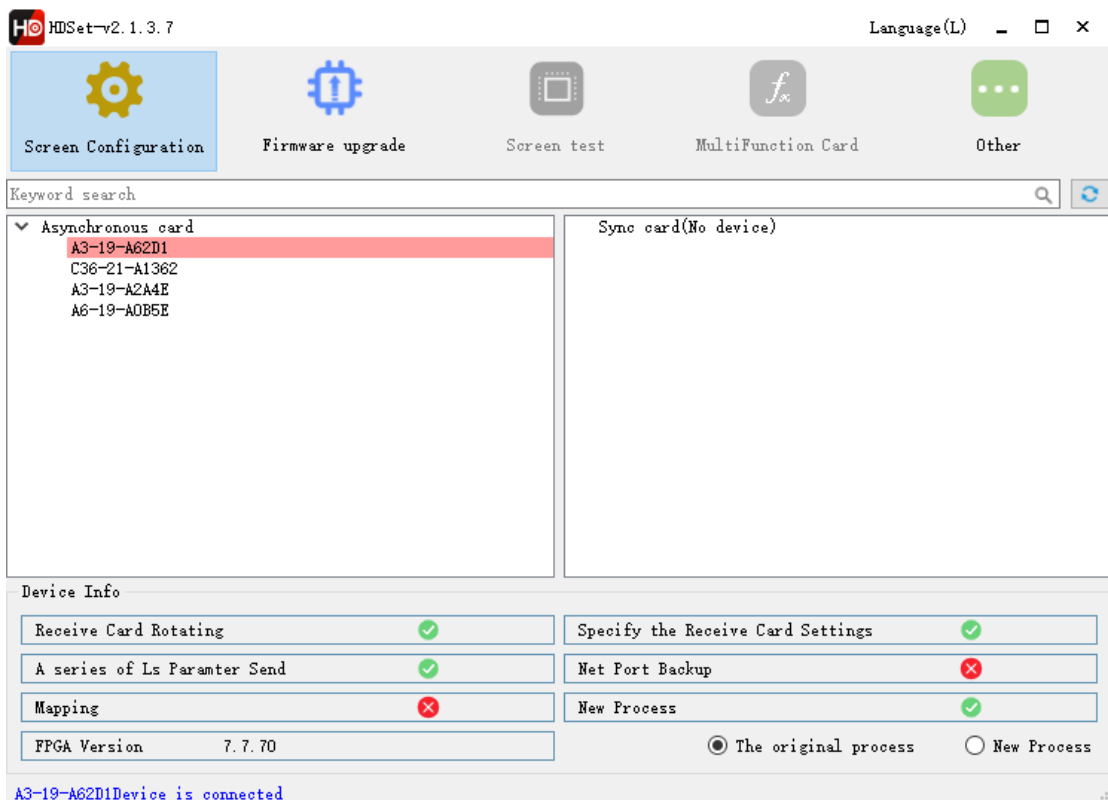 HD HDSet-v2.1.3.7 Language(L)
Screen Configuration Firmware upgrade Screen test MultiFunction Card Other
fx
Keyword search
Asynchronous card
A3-19-A62D1
C36-21-A1362
A3-19-A2A4E
A6-19-A0B5E
Sync card(No device)
Device Info
Receive Card Rotating Specify the Receive Card Settings
A series of Ls Paramter Send Net Port Backup
Mapping New Process
FPGA Version 7.7.70 The original process New Process
A3-19-A62D1Device is connected